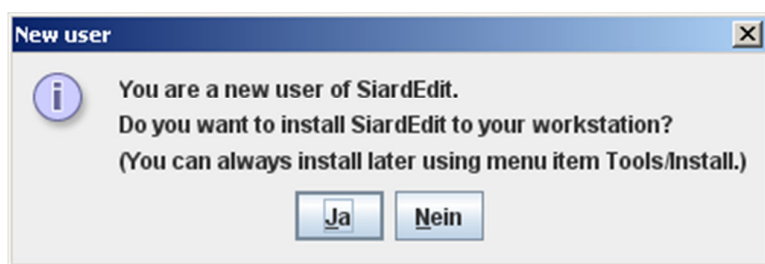 New user
You are a new user of SiardEdit.
Do you want to install SiardEdit to your workstation?
(You can always install later using menu item Tools/Install.)
Ja Nein